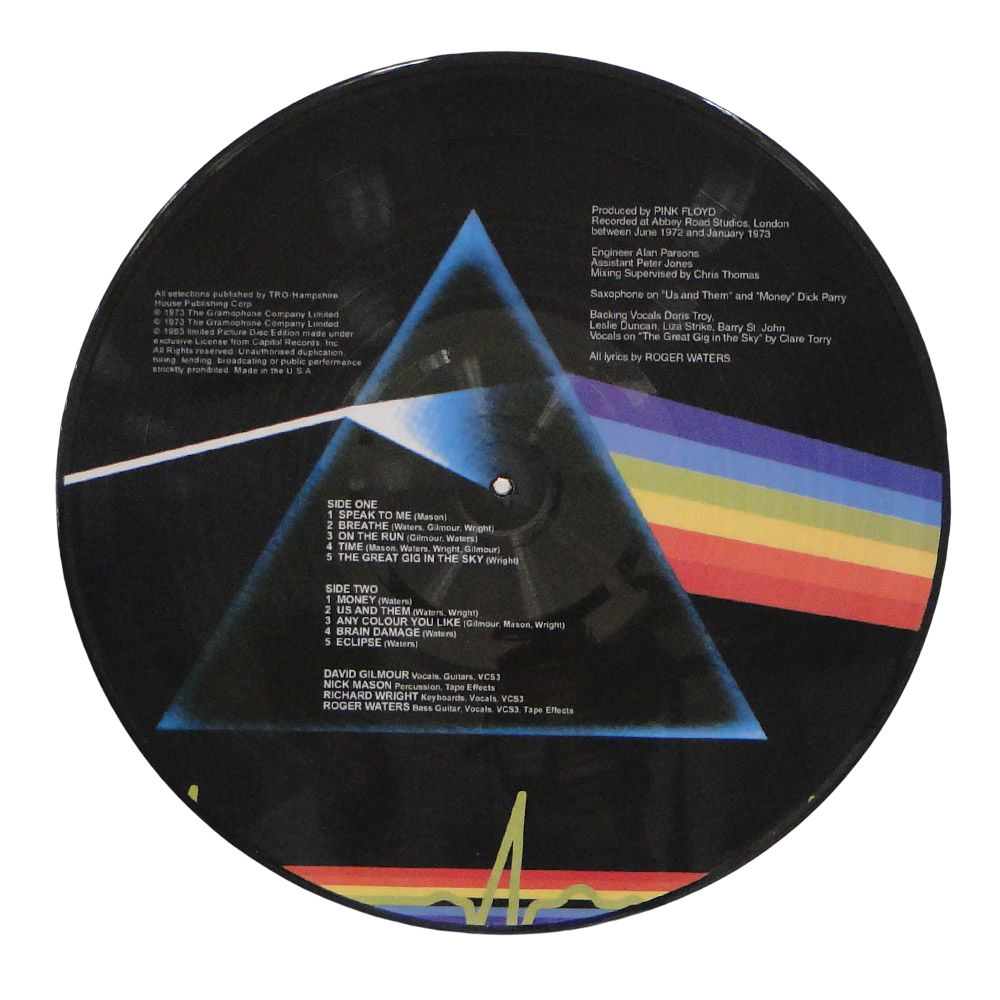 All selections published by TRO-Hampshire
House Publishing Corp.
℗ 1973 The Gramophone Company Limited
© 1973 The Gramophone Company Limited
© 1983 limited Picture Disc Edition made under
exclusive License from Capitol Records, Inc.
All Rights reserved. Unauthorised duplication,
lending, broadcasting or public performance
strictly prohibited. Made in the U.S.A.
Produced by PINK FLOYD
Recorded at Abbey Road Studios, London
between June 1972 and January 1973
Engineer Alan Parsons
Assistant Peter Jones
Mixing Supervised by Chris Thomas
Saxophone on "Us and Them" and "Money" Dick Parry
Backing Vocals Doris Troy,
Leslie Duncan, Liza Strike, Barry St. John
Vocals on "The Great Gig in the Sky" by Clare Torry
All lyrics by ROGER WATERS
SIDE ONE
1 SPEAK TO ME (Mason)
2 BREATHE (Waters, Gilmour, Wright)
3 ON THE RUN (Gilmour, Waters)
4 TIME (Mason, Waters, Wright, Gilmour)
5 THE GREAT GIG IN THE SKY (Wright)
SIDE TWO
1 MONEY (Waters)
2 US AND THEM (Waters, Wright)
3 ANY COLOUR YOU LIKE (Gilmour, Mason, Wright)
4 BRAIN DAMAGE (Waters)
5 ECLIPSE (Waters)
DAVID GILMOUR Vocals, Guitars, VCS3
NICK MASON Percussion, Tape Effects
RICHARD WRIGHT Keyboards, Vocals, VCS3
ROGER WATERS Bass Guitar, Vocals, VCS3, Tape Effects